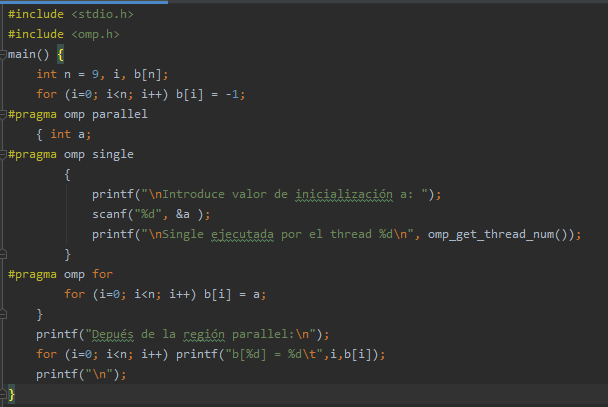 #include <stdio.h>
#include <omp.h>
main() {
    int n = 9, i, b[n];
    for (i=0; i<n; i++) b[i] = -1;
#pragma omp parallel
    { int a;
#pragma omp single
        {
            printf("\nIntroduce valor de inicialización a: ");
            scanf("%d", &a );
            printf("\nSingle ejecutada por el thread %d\n", omp_get_thread_num());
        }
#pragma omp for
        for (i=0; i<n; i++) b[i] = a;
    }
    printf("Depués de la región parallel:\n");
    for (i=0; i<n; i++) printf("b[%d] = %d\t",i,b[i]);
    printf("\n");
}